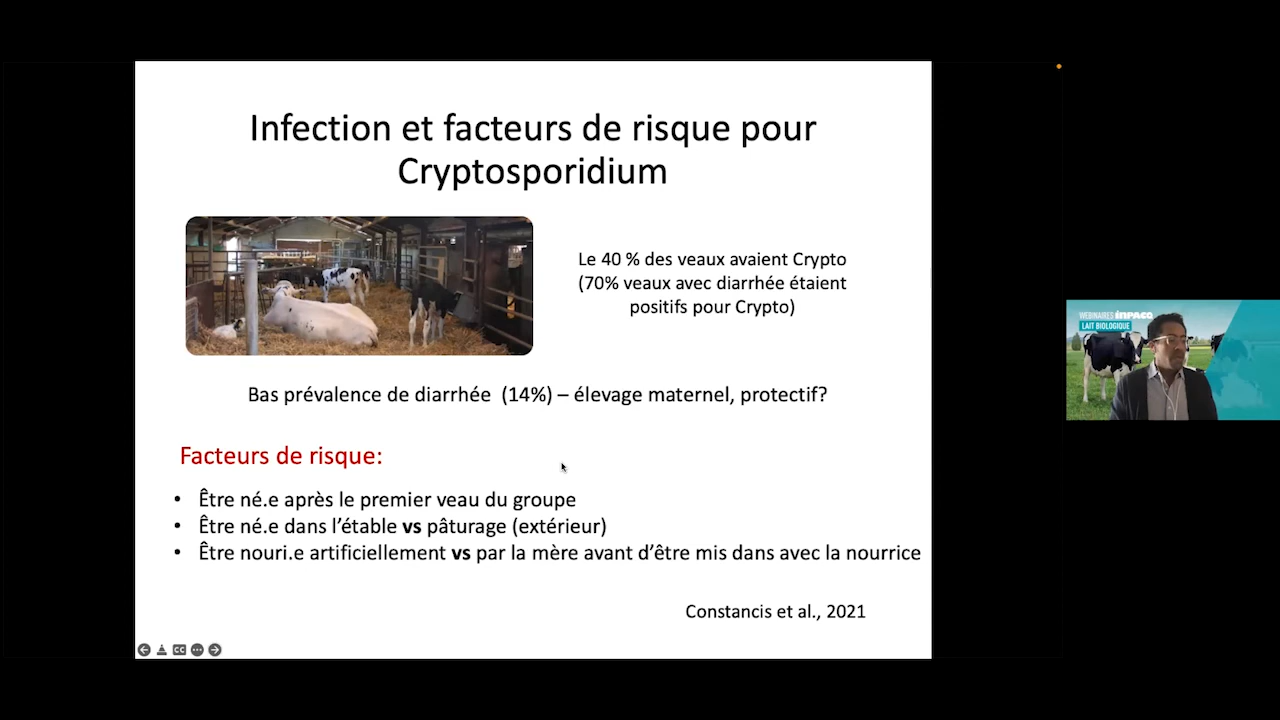 Infection et facteurs de risque pour
Cryptosporidium
Le 40 % des veaux avaient Crypto
(70% veaux avec diarrhée étaient
positifs pour Crypto)
Bas prévalence de diarrhée (14%) – élevage maternel, protectif?
Facteurs de risque:
• Être né.e après le premier veau du groupe
• Être né.e dans l'étable vs pâturage (extérieur)
• Être nouri.e artificiellement vs par la mère avant d'être mis dans avec la nourrice
Constancis et al., 2021
CC
WEBINAIRES INPACQ
LAIT BIOLOGIQUE